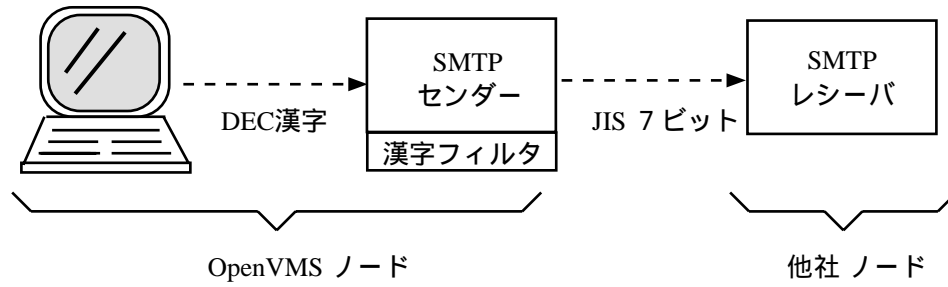 SMTP
センダー
SMTP
レシーバ
DEC漢字
JIS 7 ビット
漢字フィルタ
OpenVMS ノード
他社 ノード